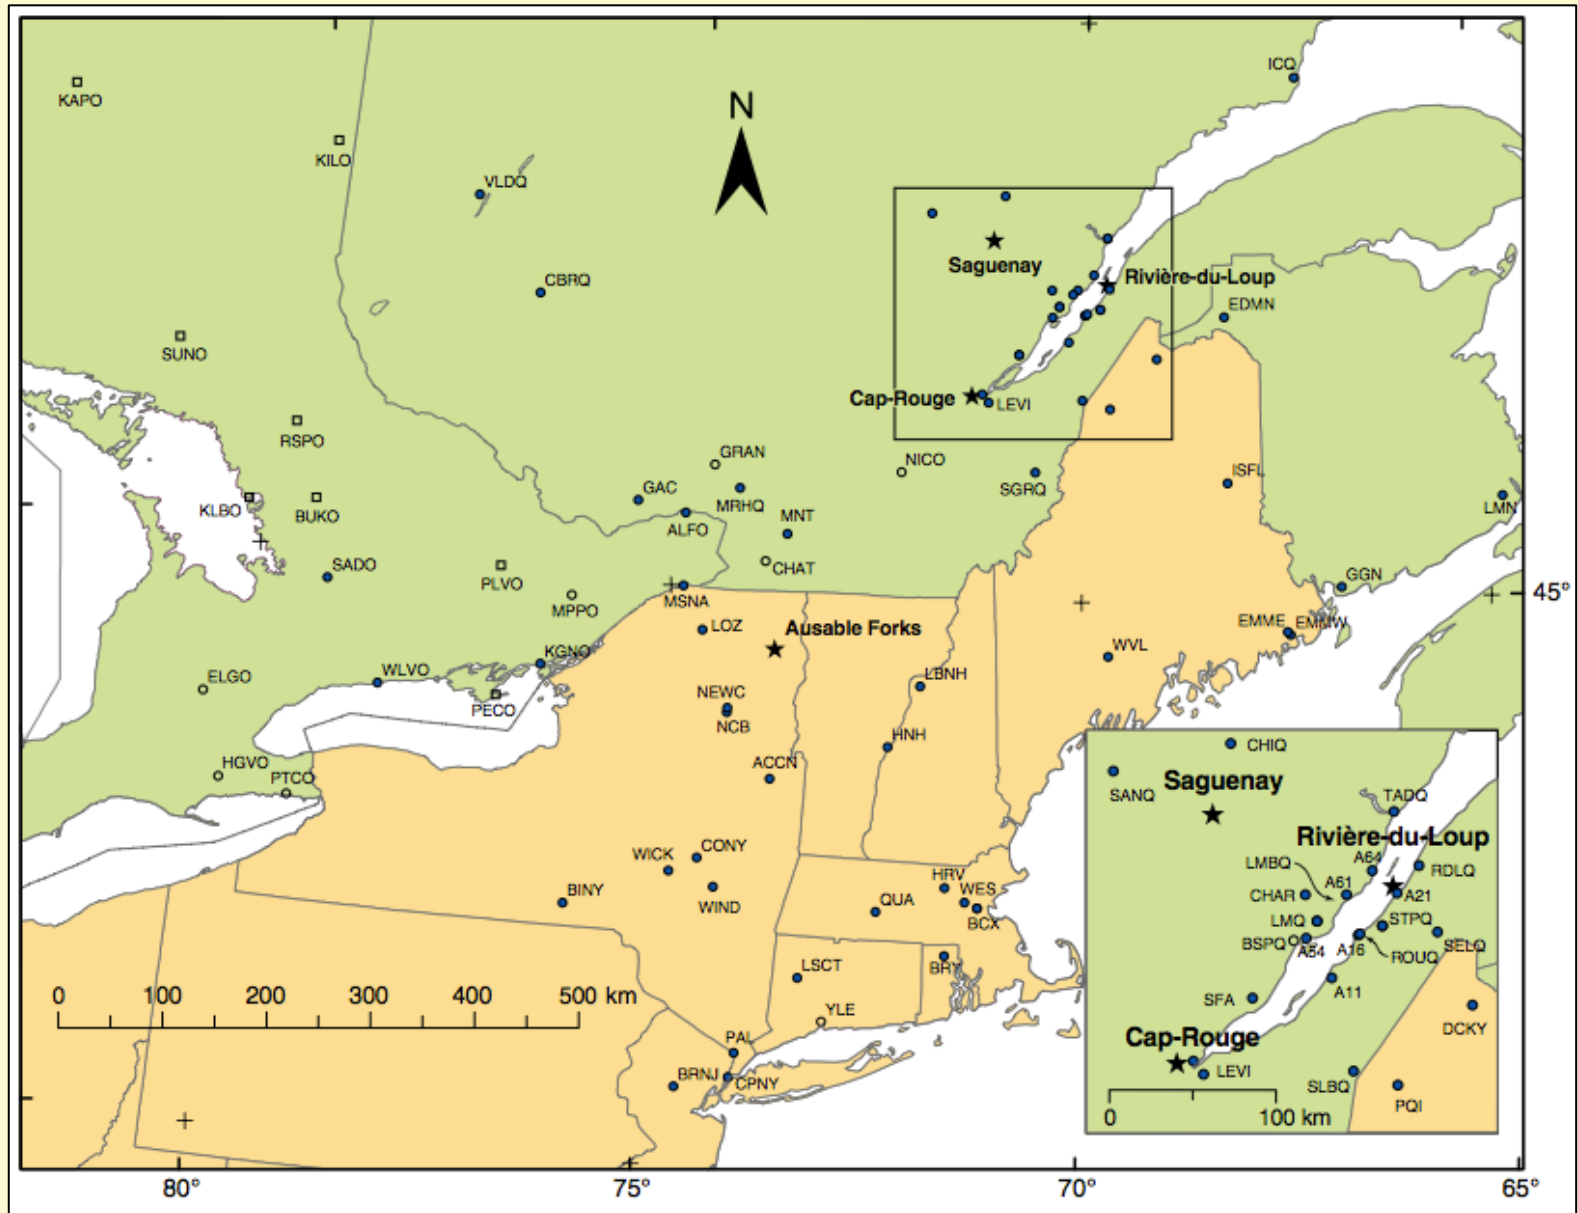 ICQ
KAPO
N
KILO
VLDQ
Saguenay
Rivière-du-Loup
CBRQ
EDMN
SUNO
Cap-Rouge
LEVI
RSPO
GRAN
NICO
ISFL
GAC
MRHQ
SGRQ
KLBO
BUKO
ALFO
MNT
LMN
SADO
CHAT
PLVO
GGN
45°
MPPO
MSNA
LOZ
Ausable Forks
EMME
EMMW
KGNO
WVL
ELGO
WLVO
LBNH
NEWC
PECO
NCB
HNH
HGVO
ACCN
PTCO
CHIQ
SANQ
Saguenay
TADQ
Rivière-du-Loup
CONY
WICK
LMBQ
A64
RDLQ
HRV
WES
CHAR
A61
A21
BINY
WIND
QUA
BCX
LMQ
STPQ
BSPQ
A54
A16
SELQ
ROUQ
LSCT
BRY
A11
0 100 200 300 400 500 km
SFA
YLE
DCKY
Cap-Rouge
PAL
LEVI
BRNJ
CPNY
SLBQ
PQI
0 100 km
80° 75° 70° 65°